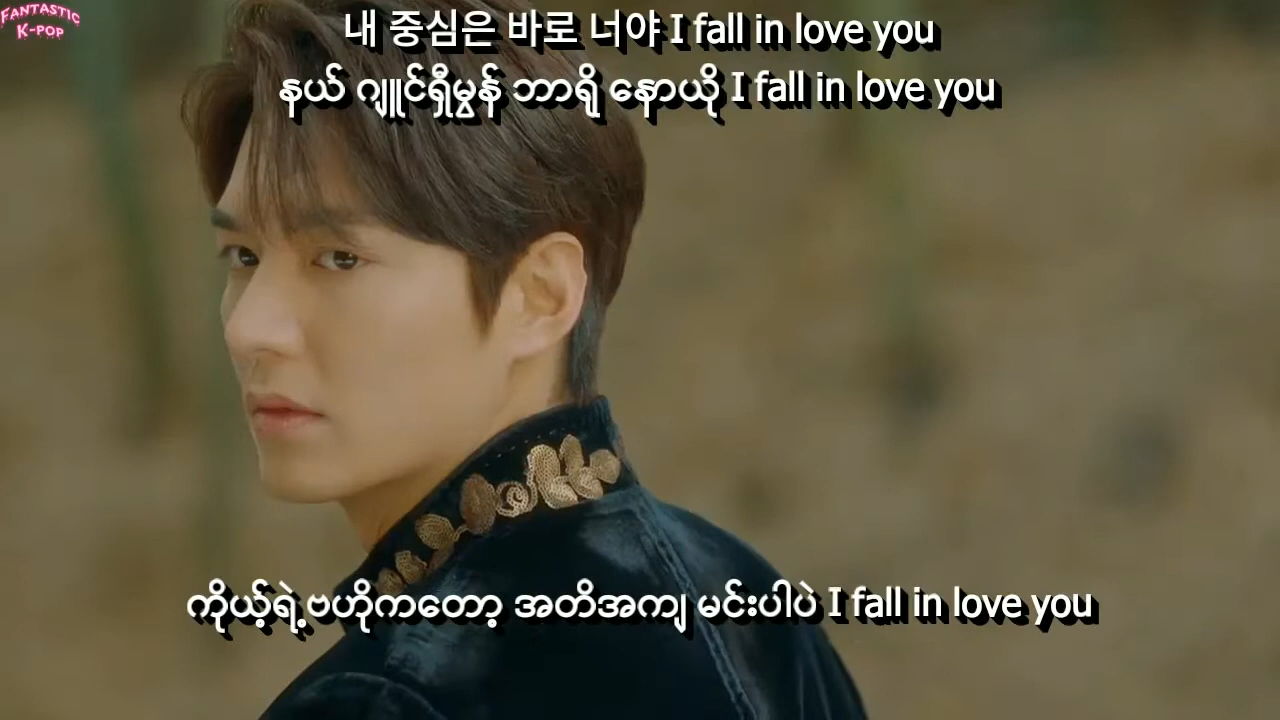 FANTASTIC
K-POP
내 중심은 바로 너야 I fall in love you
နယ် ဂျူင်ရှီမွန် ဘာရို နောယို I fall in love you
ကိုယ့်ရဲ့ဗဟိုကတော့ အတိအကျ မင်းပါပဲ I fall in love you